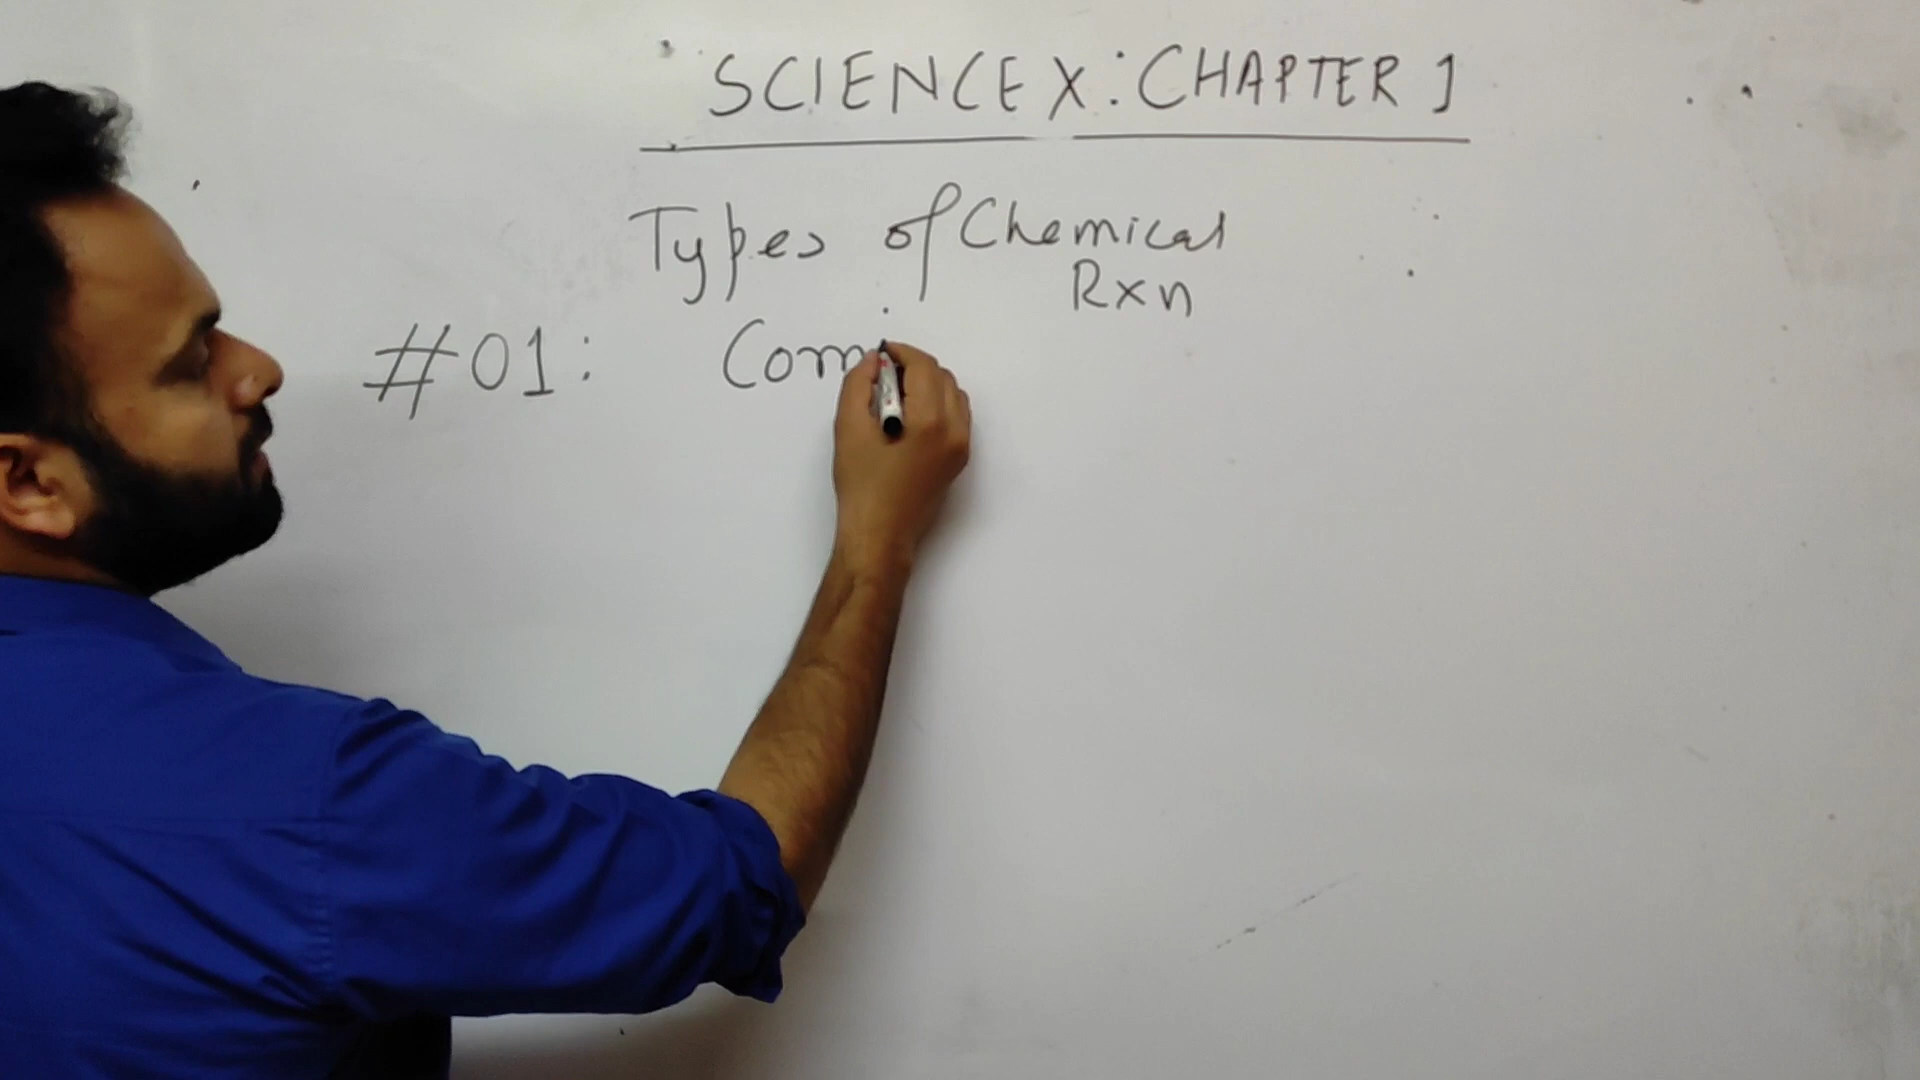 SCIENCE X: CHAPTER 1
Types of Chemical
Rxn
#01: Com